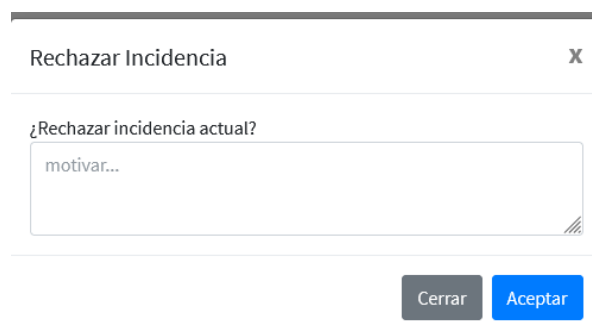 Rechazar Incidencia x
¿Rechazar incidencia actual?
motivar...
Cerrar Aceptar